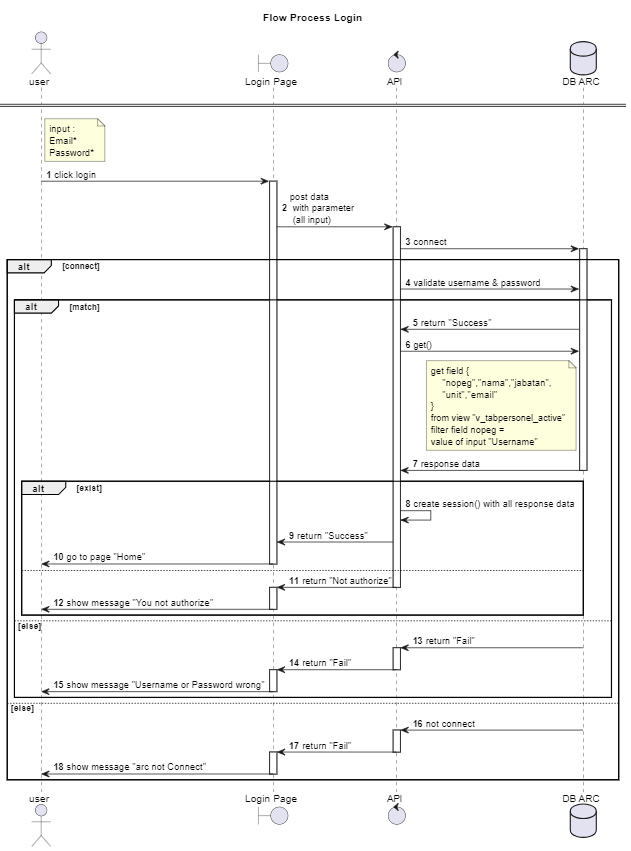 Flow Process Login
user
Login Page
API
DB ARC
input :
Email*
Password*
1 click login
post data
2 with parameter
(all input)
3 connect
alt [connect]
4 validate username & password
alt [match]
5 return "Success"
6 get()
get field {
"nopeg","nama","jabatan",
"unit","email"
}
from view "v_tabpersonel_active"
filter field nopeg =
value of input "Username"
7 response data
alt [exist]
8 create session() with all response data
9 return "Success"
10 go to page "Home"
11 return "Not authorize"
12 show message "You not authorize"
[else]
13 return "Fail"
14 return "Fail"
15 show message "Username or Password wrong"
[else]
16 not connect
17 return "Fail"
18 show message "arc not Connect"
user
Login Page
API
DB ARC